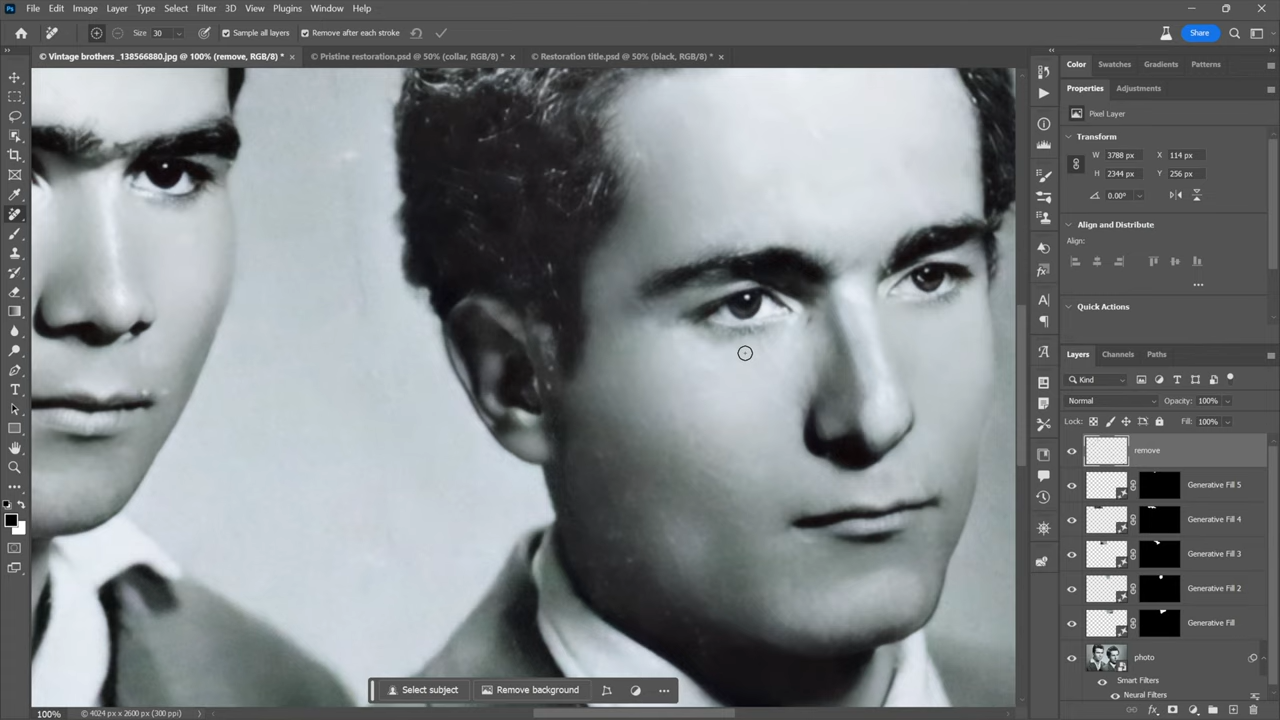 File Edit Image Layer Type Select Filter 3D View Plugins Window Help
Size 30 Sample all layers Remove after each stroke Share
© Vintage brothers _138566880.jpg @ 100% (remove, RGB/8) * × © Pristine restoration.psd @ 50% (collar, RGB/8) * × © Restoration title.psd @ 50% (black, RGB/8) * ×
Color Swatches Gradients Patterns
Properties Adjustments
Pixel Layer
Transform
W 3788 px X 114 px
H 2344 px Y 256 px
0.00°
Align and Distribute
Align:
Quick Actions
Layers Channels Paths
Kind
Normal Opacity: 100%
Lock: Fill: 100%
remove
Generative Fill 5
Generative Fill 4
Generative Fill 3
Generative Fill 2
Generative Fill
photo
Smart Filters
Neural Filters
Select subject Remove background
100% © 4024 px x 2600 px (300 ppi)